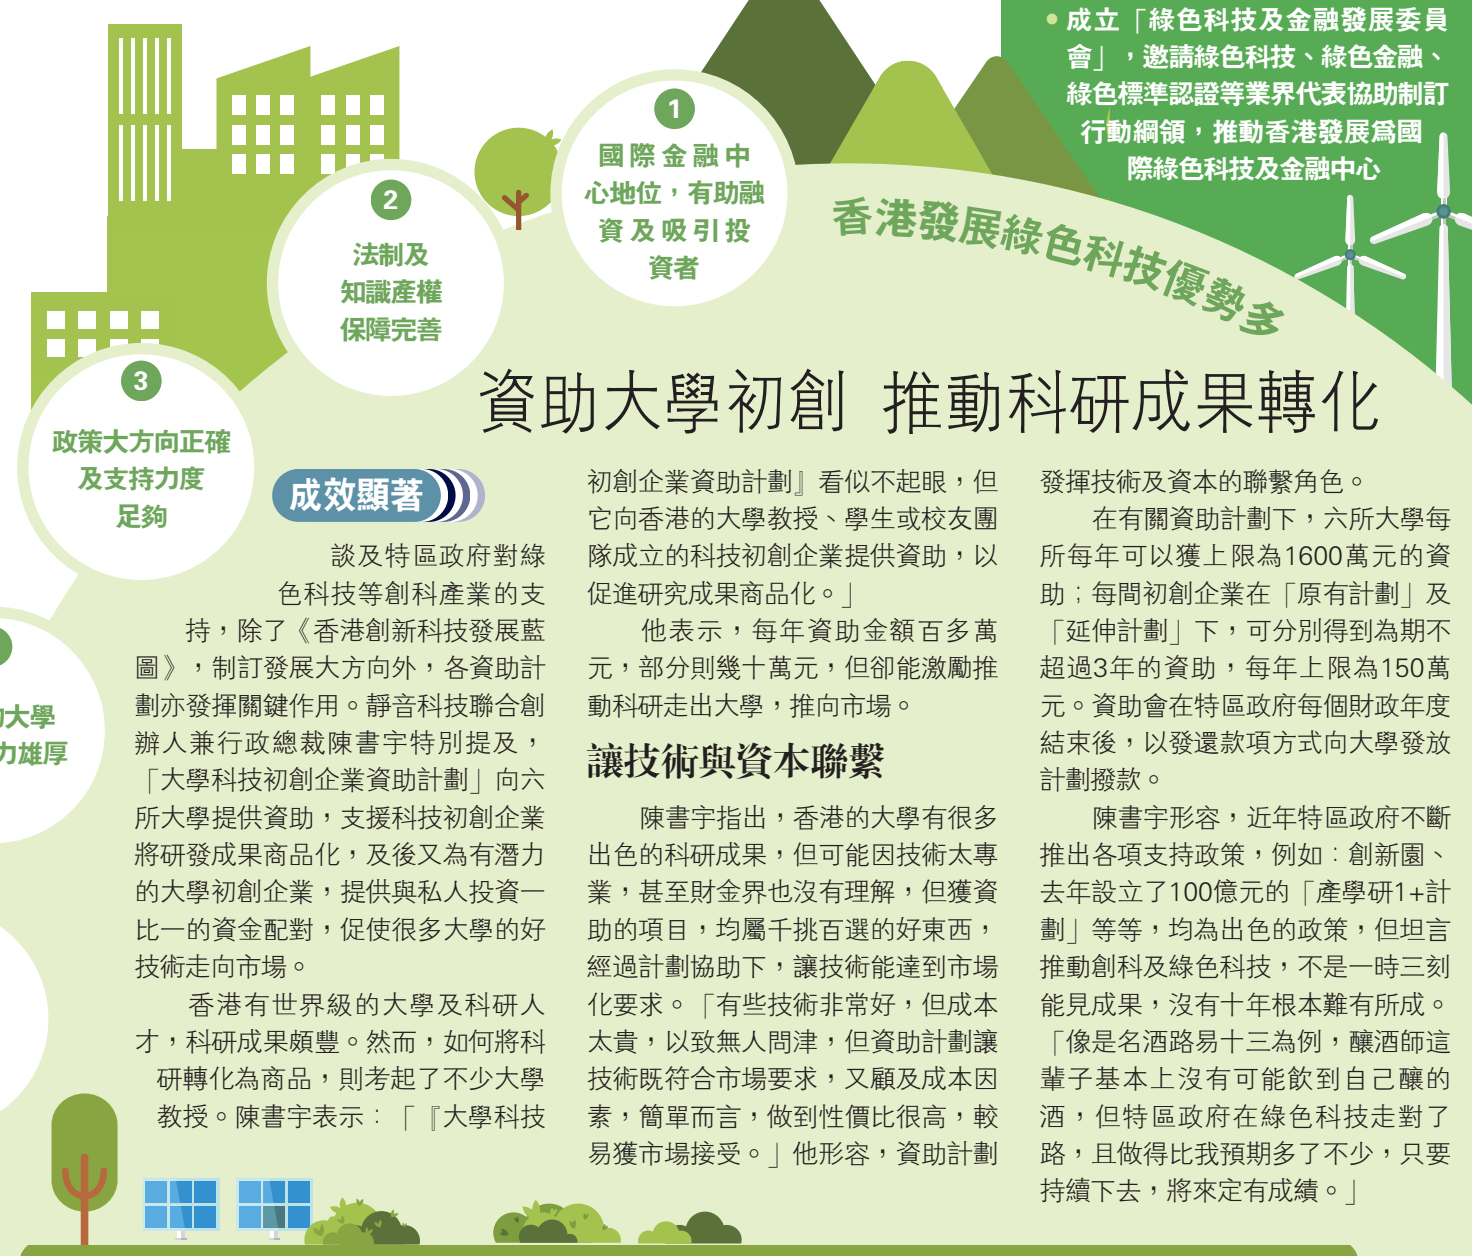 成立「綠色科技及金融發展委員
會」，邀請綠色科技、綠色金融、
綠色標準認證等業界代表協助制訂
行動綱領，推動香港發展為國
際綠色科技及金融中心
香港發展綠色科技優勢多
1
國際金融中
心地位，有助融
資及吸引投
資者
2
法制及
知識產權
保障完善
3
政策大方向正確
及支持力度
足夠
大學
力雄厚
資助大學初創 推動科研成果轉化
成效顯著
談及特區政府對綠
色科技等創科產業的支
持，除了《香港創新科技發展藍
圖》，制訂發展大方向外，各資助計
劃亦發揮關鍵作用。靜音科技聯合創
辦人兼行政總裁陳書宇特別提及，
「大學科技初創企業資助計劃」向六
所大學提供資助，支援科技初創企業
將研發成果商品化，及後又為有潛力
的大學初創企業，提供與私人投資一
比一的資金配對，促使很多大學的好
技術走向市場。
香港有世界級的大學及科研人
才，科研成果頗豐。然而，如何將科
研轉化為商品，則考起了不少大學
教授。陳書宇表示：「『大學科技
初創企業資助計劃』看似不起眼，但
它向香港的大學教授、學生或校友團
隊成立的科技初創企業提供資助，以
促進研究成果商品化。」
他表示，每年資助金額百多萬
元，部分則幾十萬元，但卻能激勵推
動科研走出大學，推向市場。
讓技術與資本聯繫
陳書宇指出，香港的大學有很多
出色的科研成果，但可能因技術太專
業，甚至財金界也沒有理解，但獲資
助的項目，均屬千挑百選的好東西，
經過計劃協助下，讓技術能達到市場
化要求。「有些技術非常好，但成本
太貴，以致無人問津，但資助計劃讓
技術既符合市場要求，又顧及成本因
素，簡單而言，做到性價比很高，較
易獲市場接受。」他形容，資助計劃
發揮技術及資本的聯繫角色。
在有關資助計劃下，六所大學每
所每年可以獲上限為1600萬元的資
助；每間初創企業在「原有計劃」及
「延伸計劃」下，可分別得到為期不
超過3年的資助，每年上限為150萬
元。資助會在特區政府每個財政年度
結束後，以發還款項方式向大學發放
計劃撥款。
陳書宇形容，近年特區政府不斷
推出各項支持政策，例如：創新園、
去年設立了100億元的「產學研1+計
劃」等等，均為出色的政策，但坦言
推動創科及綠色科技，不是一時三刻
能見成果，沒有十年根本難有所成。
「像是名酒路易十三為例，釀酒師這
輩子基本上沒有可能飲到自己釀的
酒，但特區政府在綠色科技走對了
路，且做得比我預期多了不少，只要
持續下去，將來定有成績。」